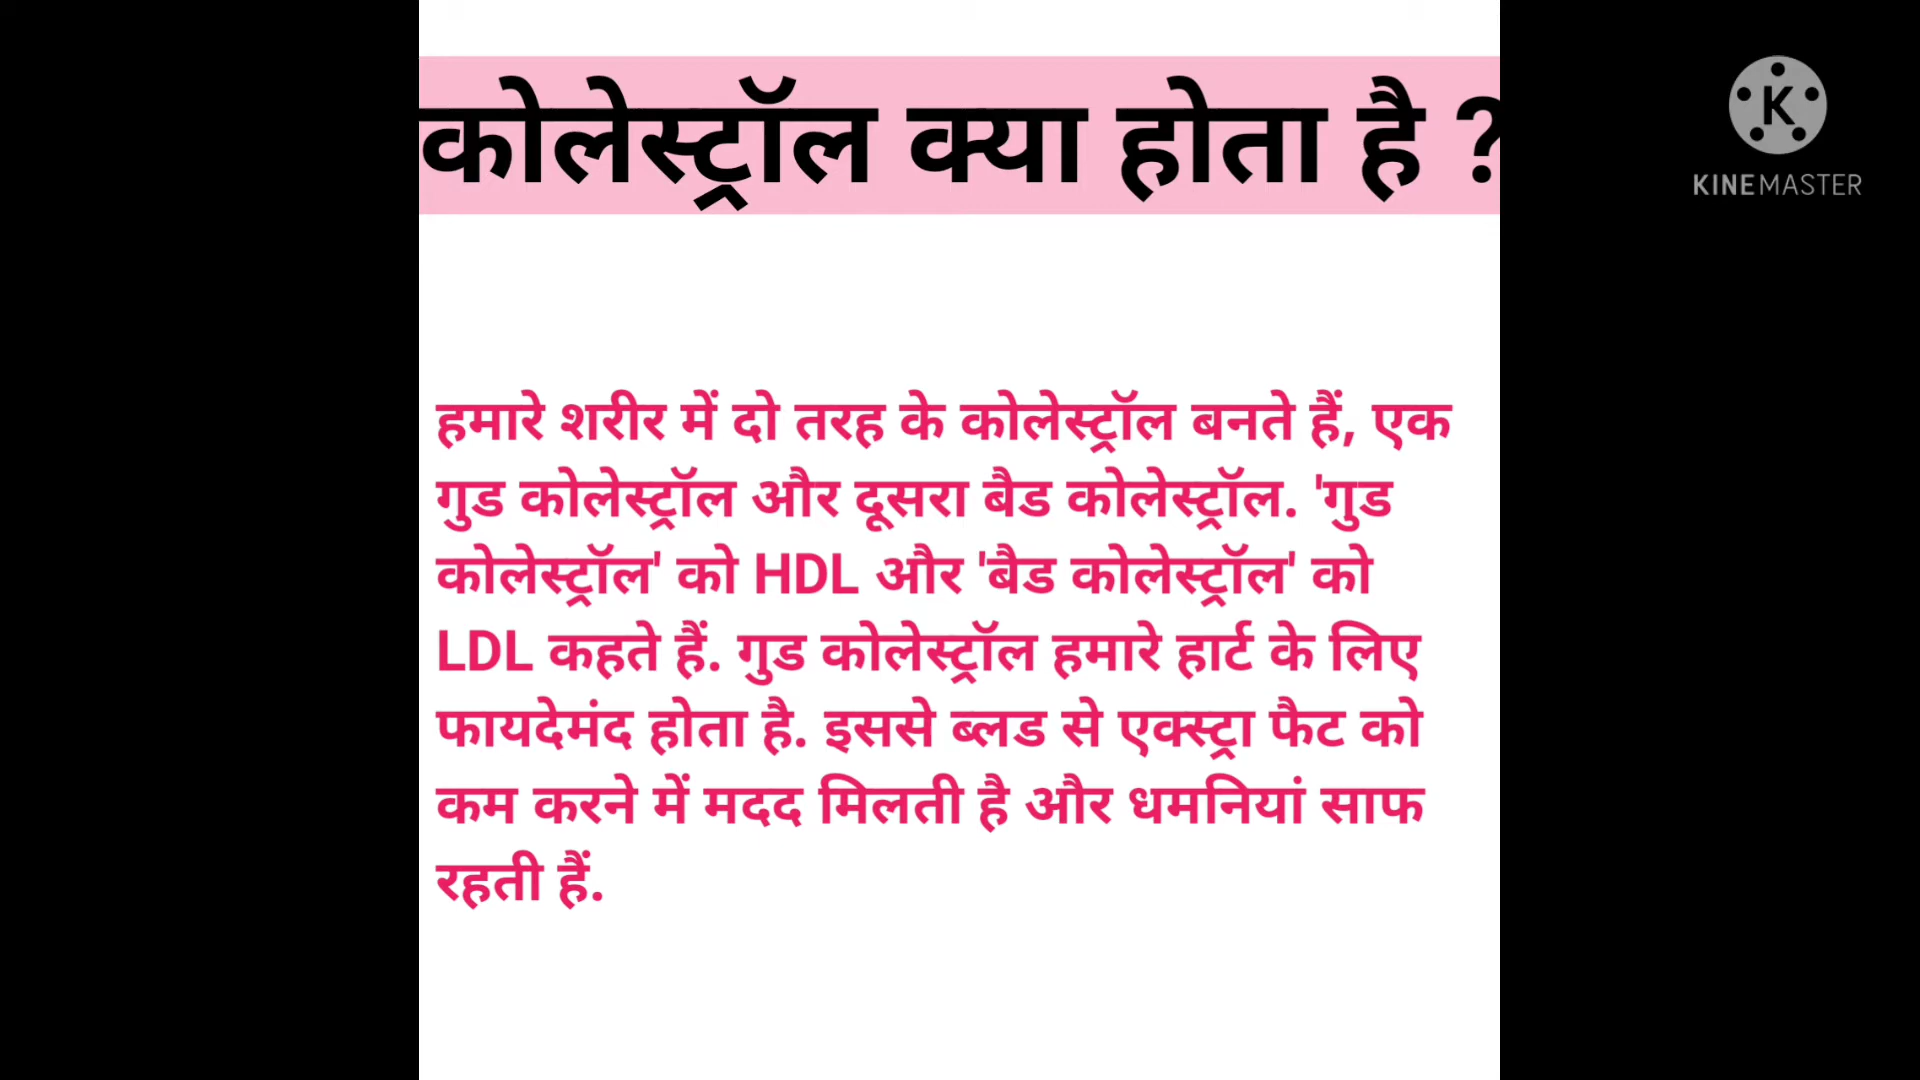 कोलेस्ट्रॉल क्या होता है ?
K
KINEMASTER
हमारे शरीर में दो तरह के कोलेस्ट्रॉल बनते हैं, एक
गुड कोलेस्ट्रॉल और दूसरा बैड कोलेस्ट्रॉल. 'गुड
कोलेस्ट्रॉल' को HDL और 'बैड कोलेस्ट्रॉल' को
LDL कहते हैं. गुड कोलेस्ट्रॉल हमारे हार्ट के लिए
फायदेमंद होता है. इससे ब्लड से एक्स्ट्रा फैट को
कम करने में मदद मिलती है और धमनियां साफ
रहती हैं.